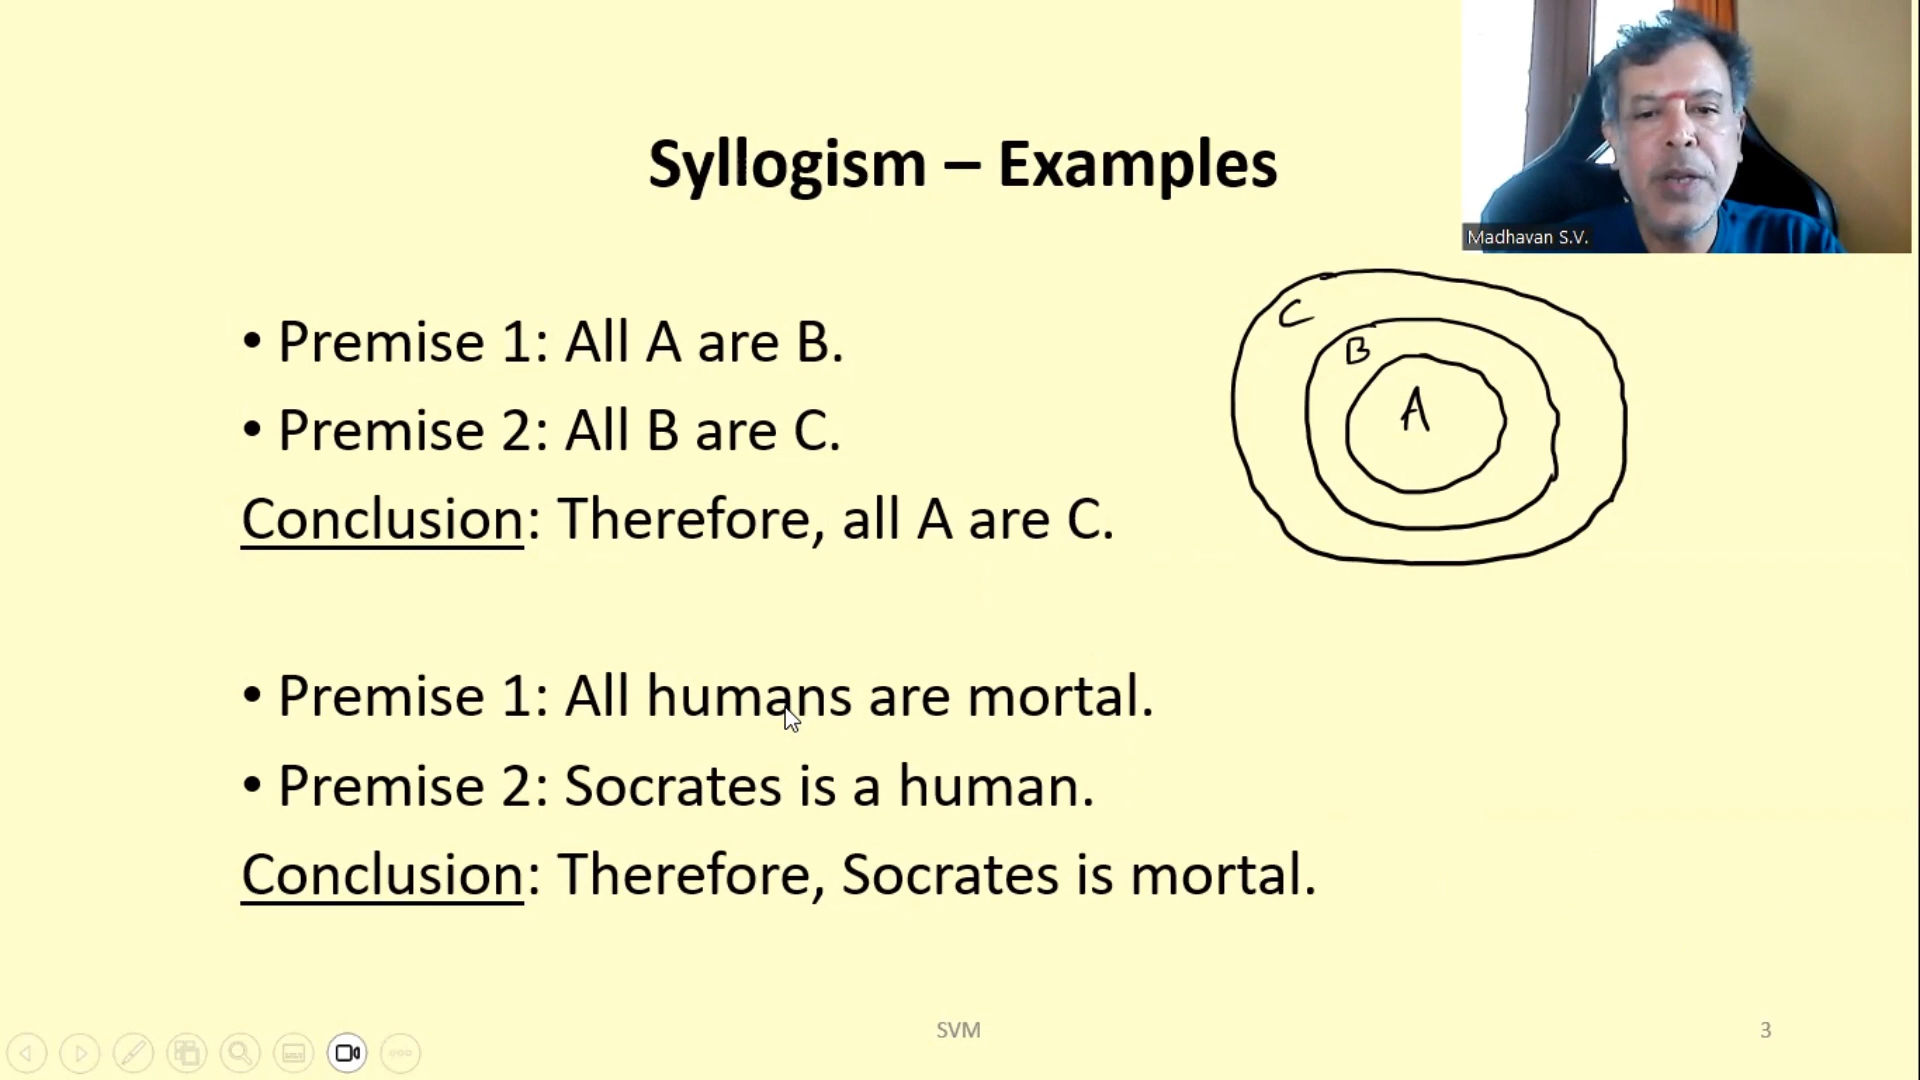 Syllogism – Examples
Madhavan S.V.
• Premise 1: All A are B.
• Premise 2: All B are C.
Conclusion: Therefore, all A are C.
C
B
A
• Premise 1: All humans are mortal.
• Premise 2: Socrates is a human.
Conclusion: Therefore, Socrates is mortal.
SVM
3